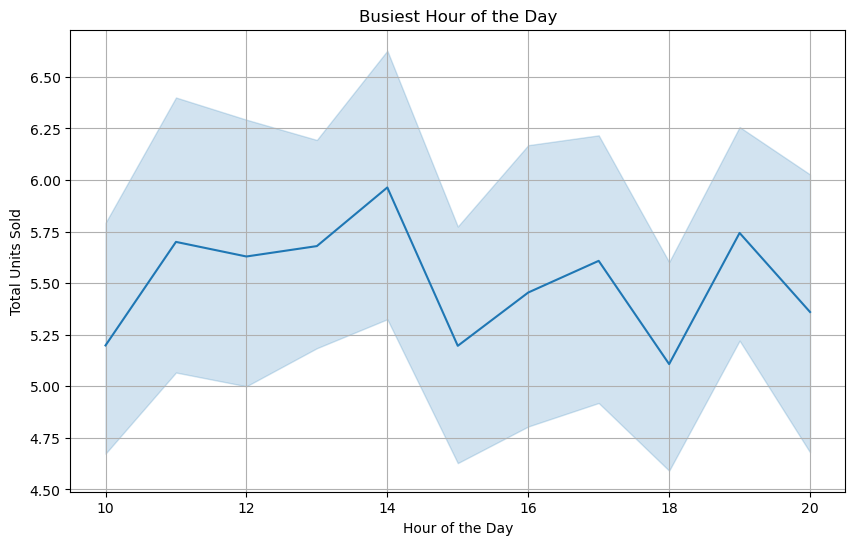 Busiest Hour of the Day
Total Units Sold
6.50
6.25
6.00
5.75
5.50
5.25
5.00
4.75
4.50
10 12 14 16 18 20
Hour of the Day